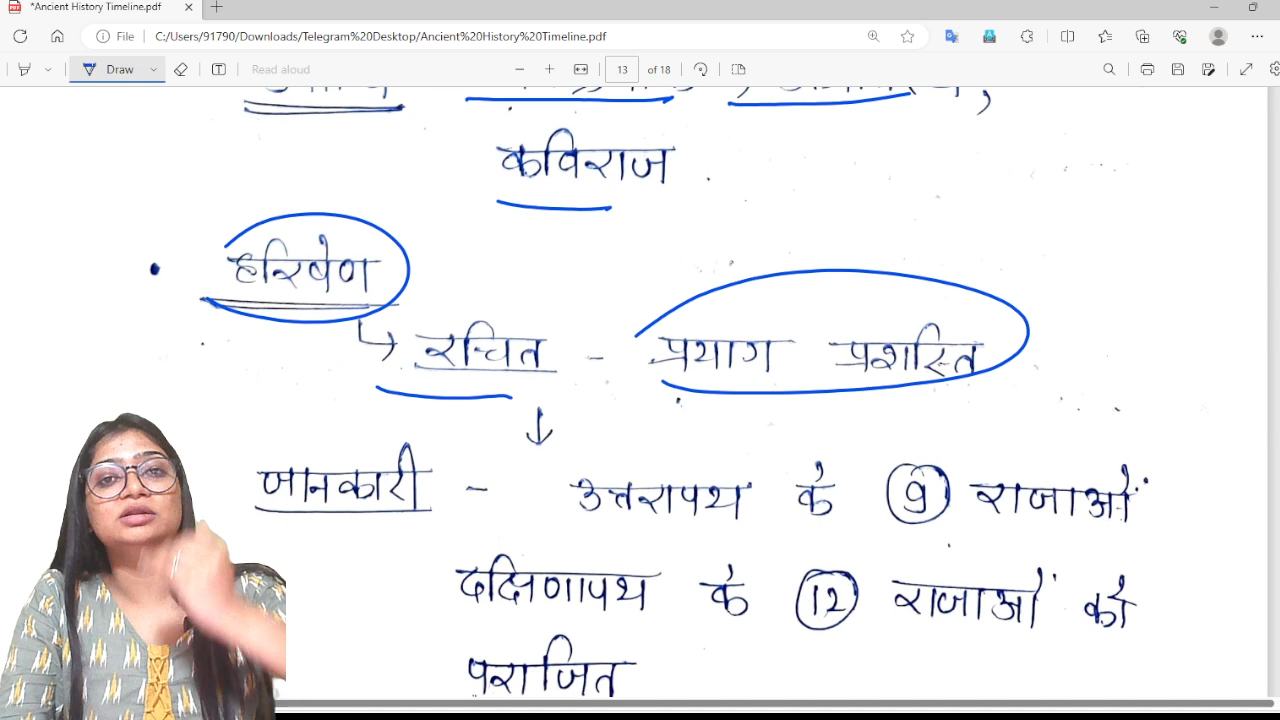 *Ancient History Timeline.pdf
File C:/Users/91790/Downloads/Telegram%20Desktop/Ancient%20History%20Timeline.pdf
Draw Read aloud 13 of 18
कविराज
• हरिषेण
↳ रचित - प्रयाग प्रशस्ति
↓
जानकारी - उत्तरापथ के 9 राजाओं
दक्षिणापथ के 12 राजाओं को
पराजित